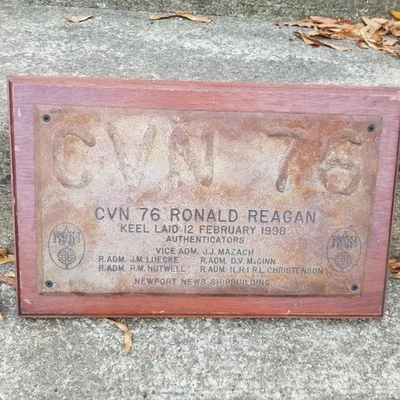 CVN 76
CVN 76 RONALD REAGAN
KEEL LAID 12 FEBRUARY 1998
AUTHENTICATORS
VICE ADM. J.J. MAZACH
R.ADM. J.M. LUECKE R.ADM. D.V. McGINN
R.ADM. R.M. NUTWELL R.ADM. (L.H.) R.L. CHRISTENSON
NEWPORT NEWS SHIPBUILDING